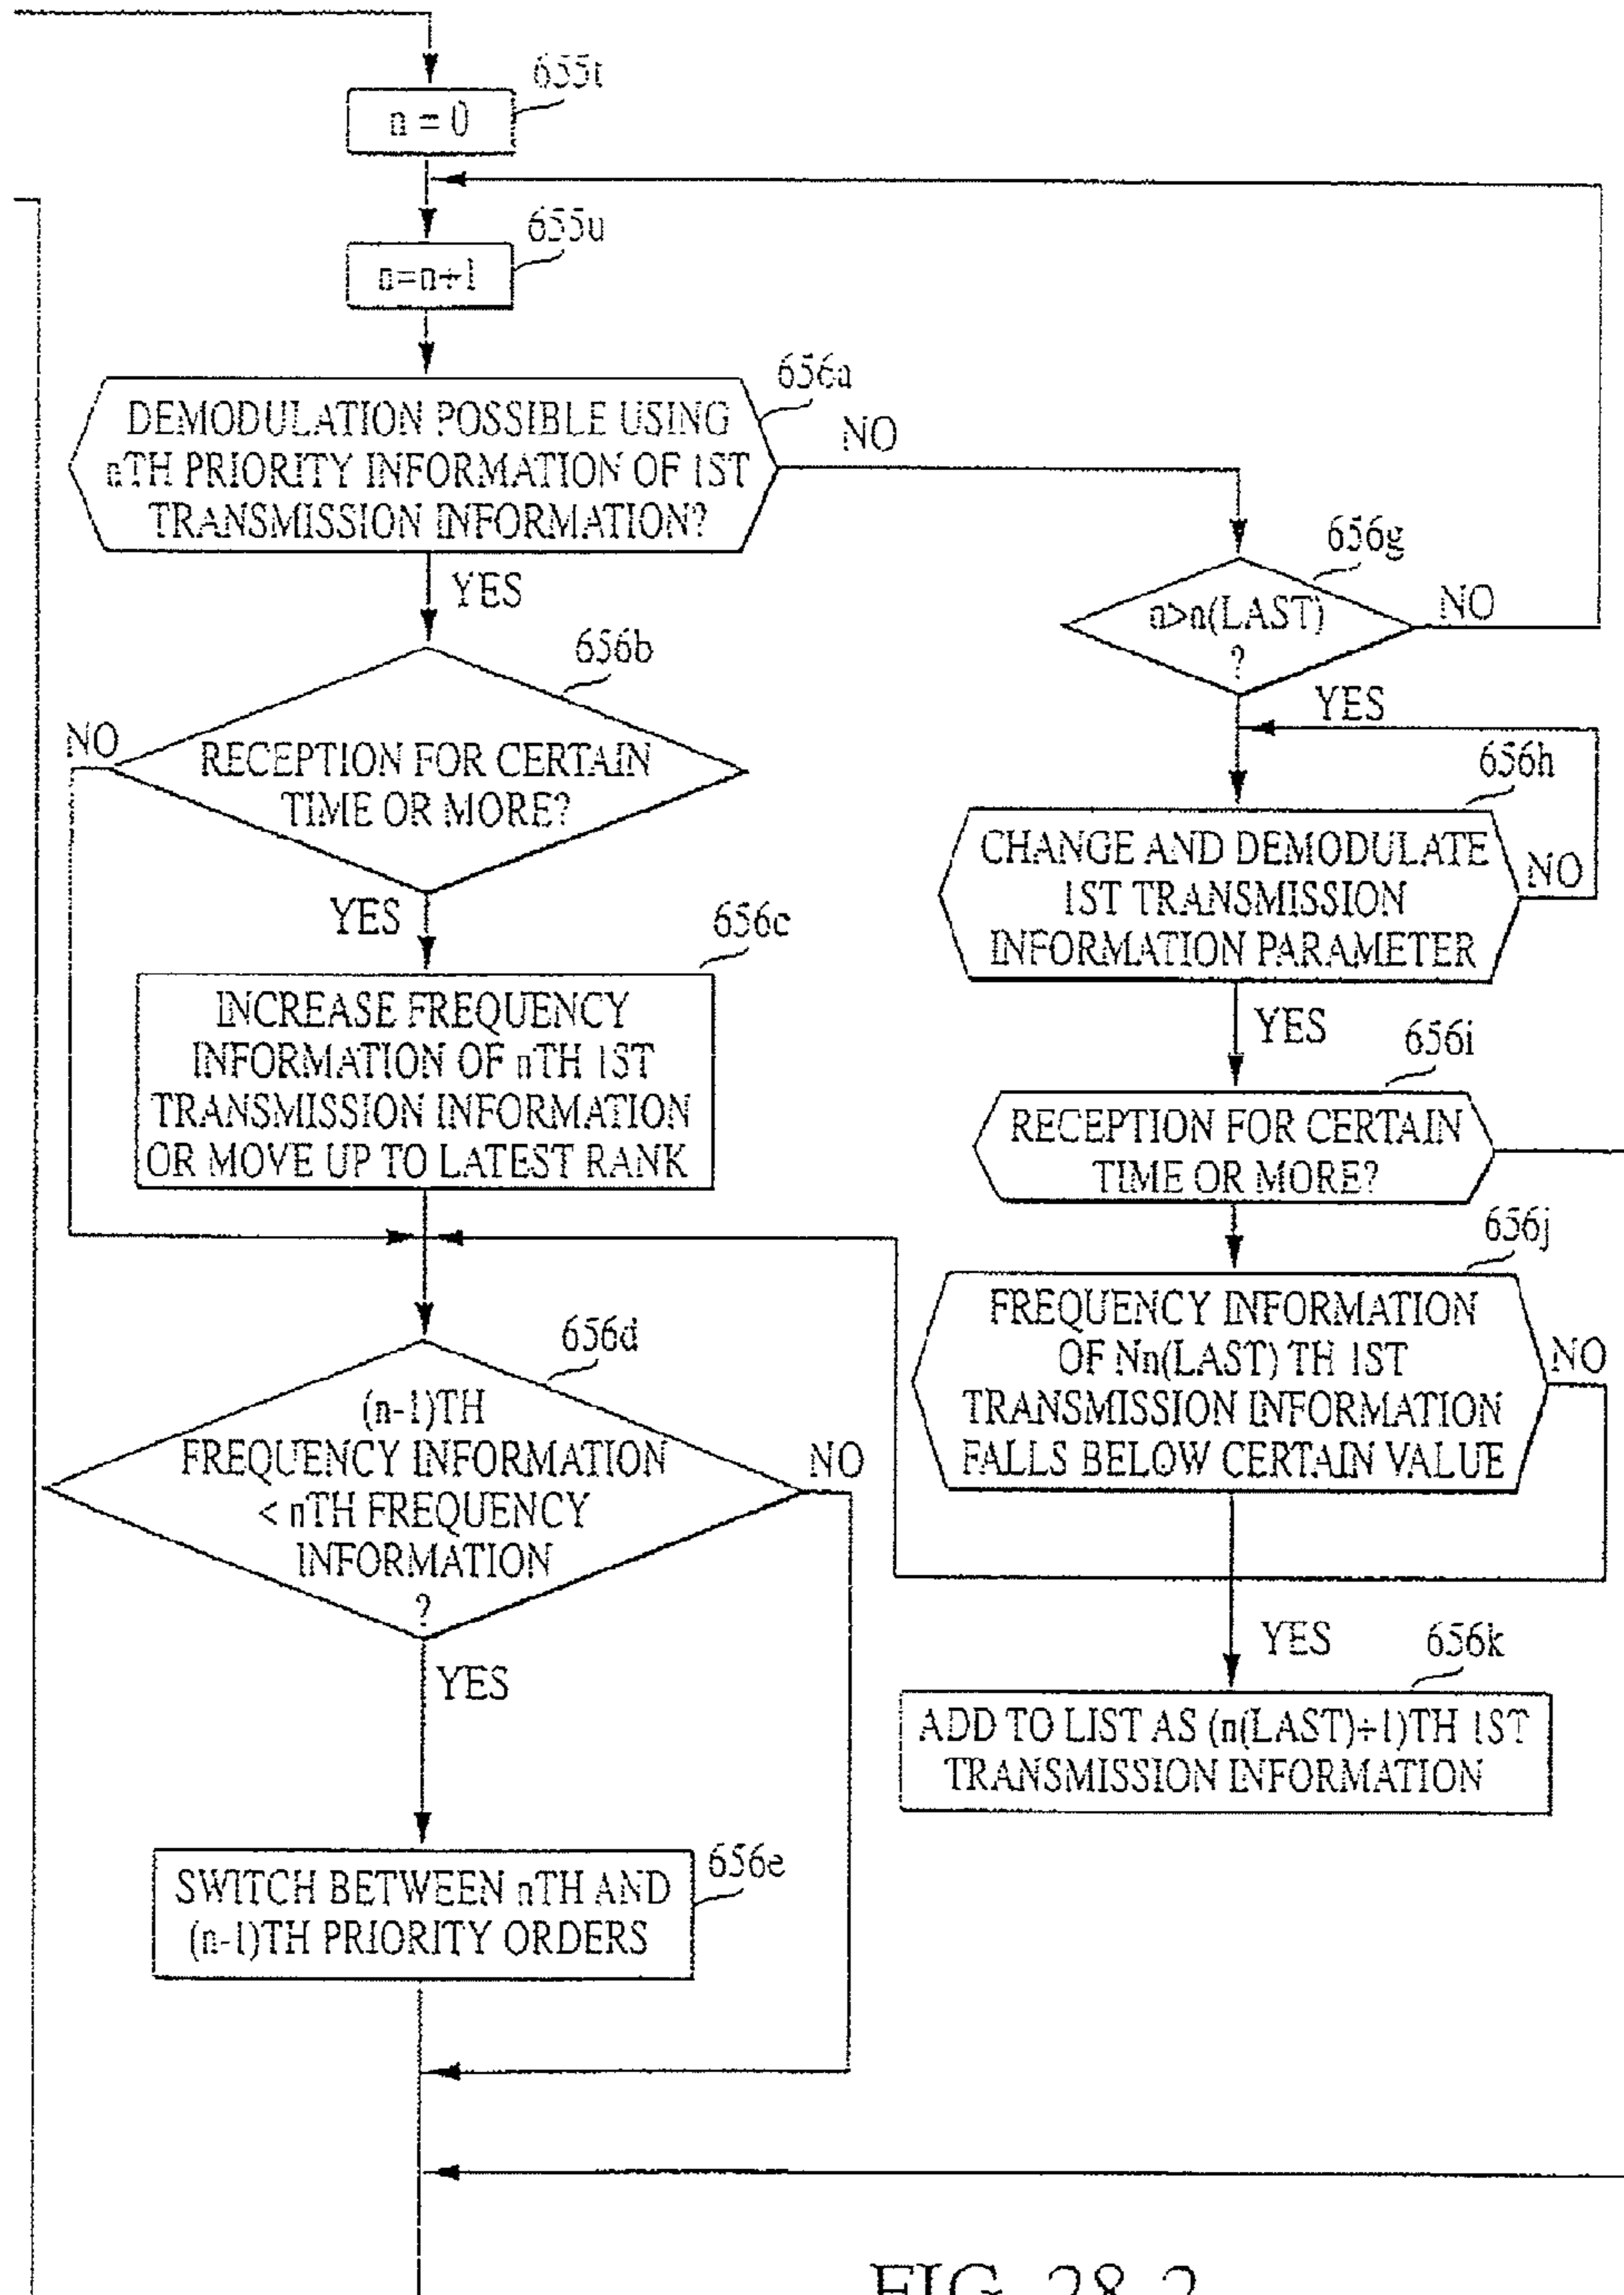 655t
n = 0
655u
n=n+1
656a
DEMODULATION POSSIBLE USING
nTH PRIORITY INFORMATION OF 1ST
TRANSMISSION INFORMATION?
NO
YES
656g
n>n(LAST)
?
NO
YES
656b
NO
RECEPTION FOR CERTAIN
TIME OR MORE?
YES
656h
CHANGE AND DEMODULATE
1ST TRANSMISSION
INFORMATION PARAMETER
NO
YES
656c
INCREASE FREQUENCY
INFORMATION OF nTH 1ST
TRANSMISSION INFORMATION
OR MOVE UP TO LATEST RANK
656i
RECEPTION FOR CERTAIN
TIME OR MORE?
656j
FREQUENCY INFORMATION
OF Nn(LAST) TH 1ST
TRANSMISSION INFORMATION
FALLS BELOW CERTAIN VALUE
NO
YES
656d
(n-1)TH
FREQUENCY INFORMATION
< nTH FREQUENCY
INFORMATION
?
NO
YES
656k
ADD TO LIST AS (n(LAST)+1)TH 1ST
TRANSMISSION INFORMATION
656e
SWITCH BETWEEN nTH AND
(n-1)TH PRIORITY ORDERS
FIG. 28-2